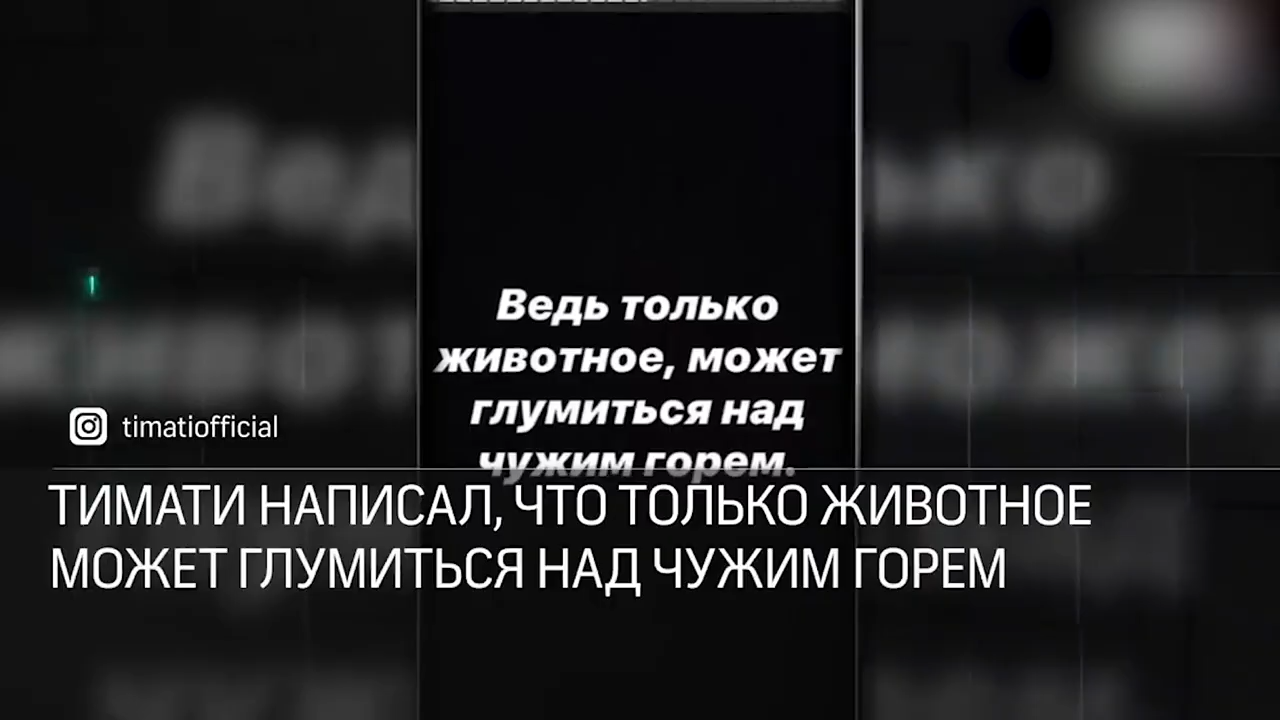 Ведь только
животное, может
глумиться над
чужим горем.
timatiofficial
ТИМАТИ НАПИСАЛ, ЧТО ТОЛЬКО ЖИВОТНОЕ
МОЖЕТ ГЛУМИТЬСЯ НАД ЧУЖИМ ГОРЕМ